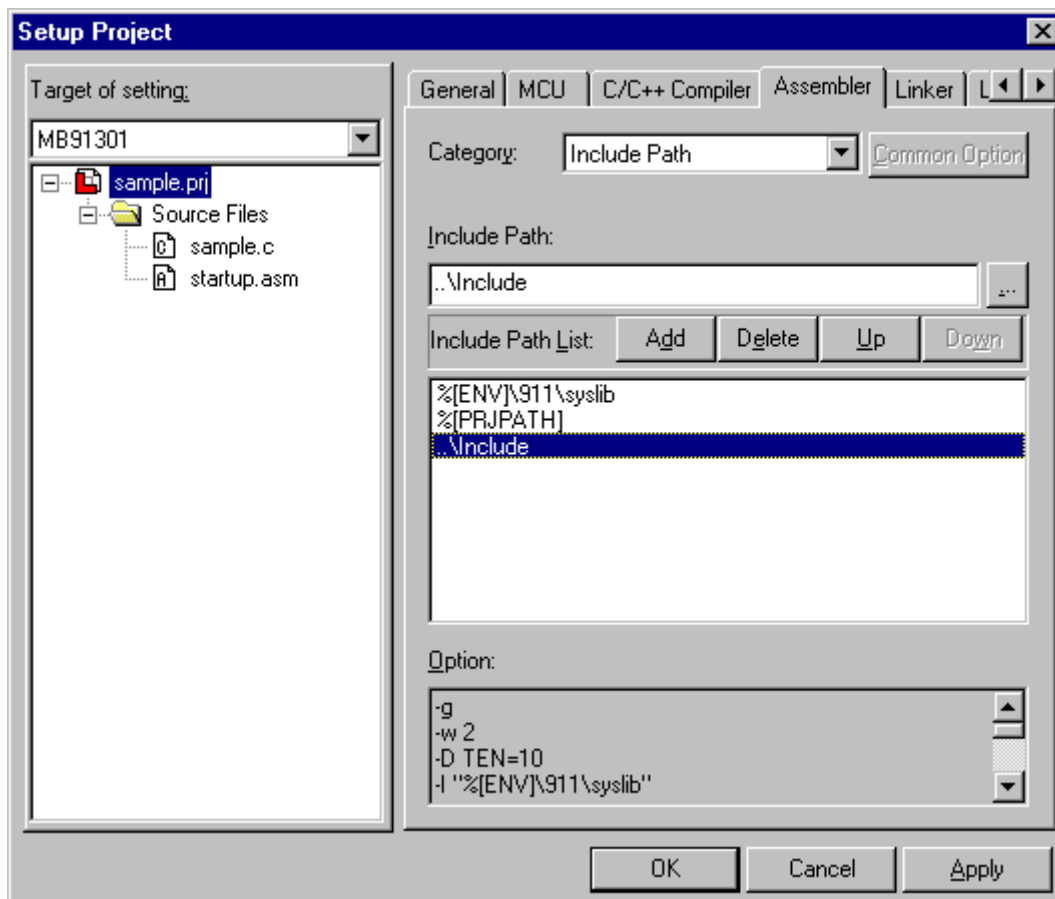 Setup Project
Target of setting:
MB91301
sample.prj
Source Files
sample.c
startup.asm
General
MCU
C/C++ Compiler
Assembler
Linker
L
Category:
Include Path
Common Option
Include Path:
..\Include
...
Include Path List:
Add
Delete
Up
Down
%[ENV]\911\syslib
%[PRJPATH]
..\Include
Option:
-g
-w 2
-D TEN=10
-I "%[ENV]\911\syslib"
OK
Cancel
Apply